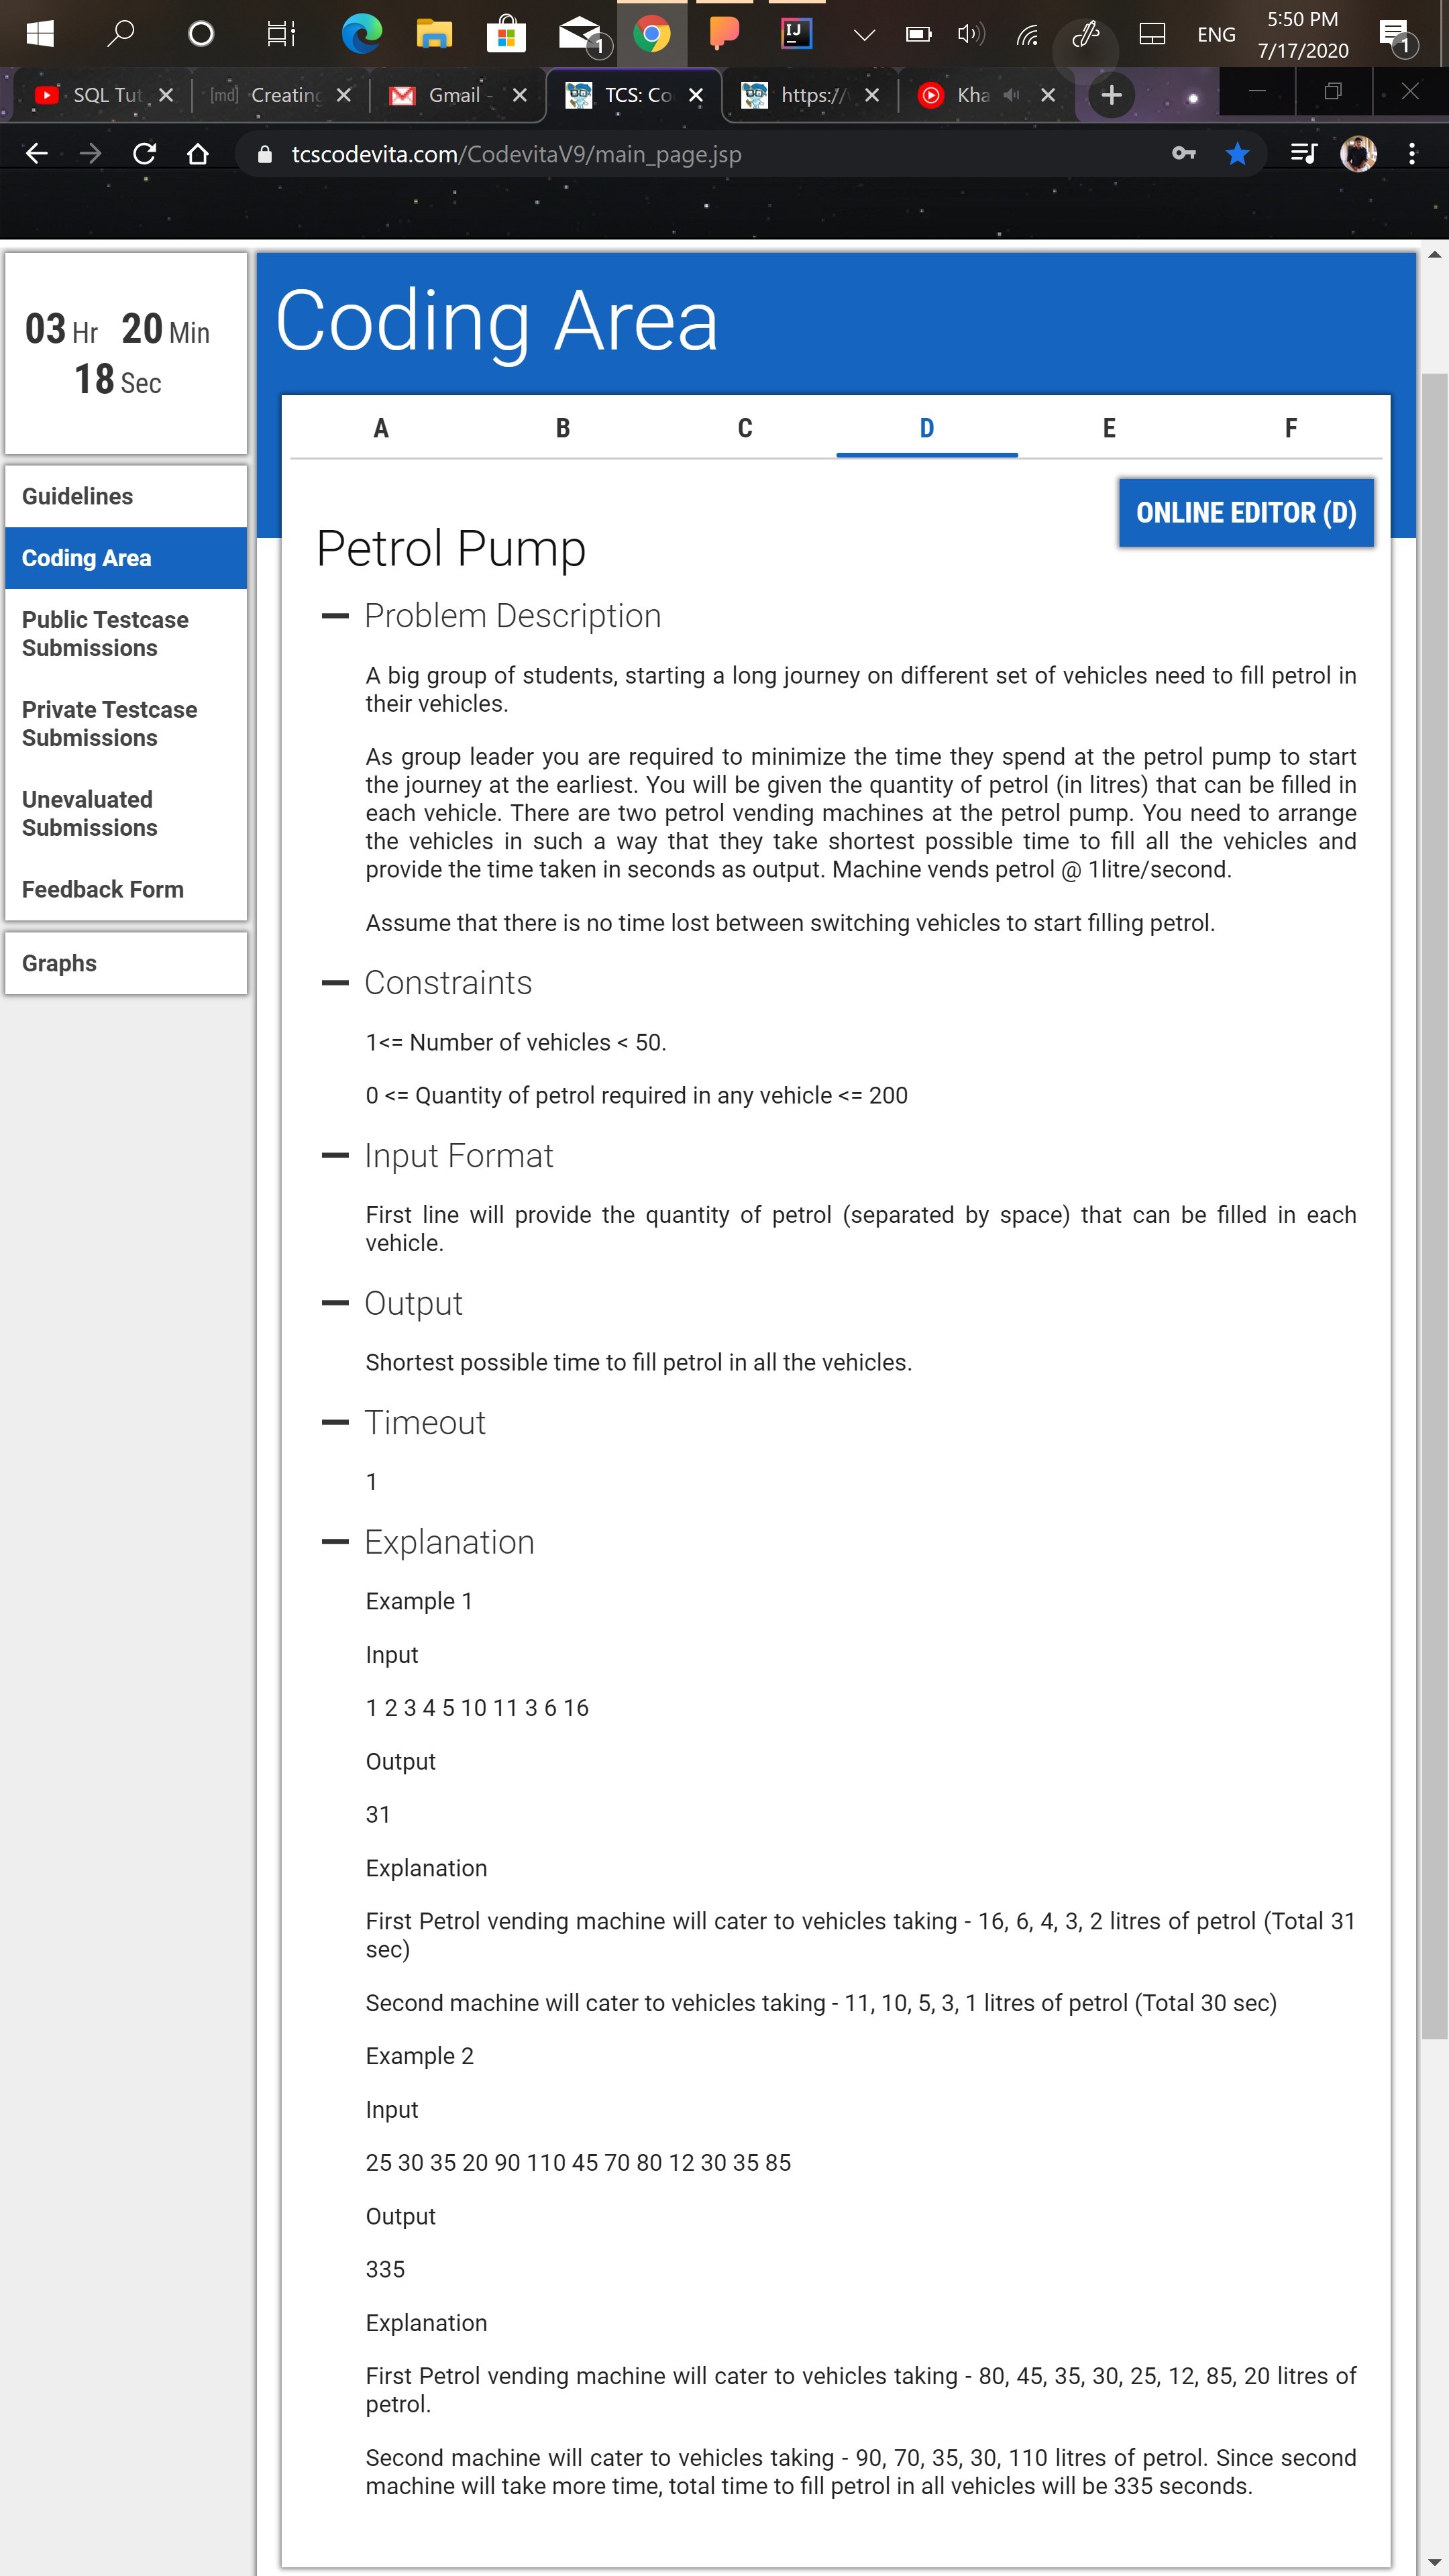 ENG
5:50 PM
7/17/2020
1
1
IJ
SQL Tut
[md] Creating
Gmail -
TCS: Co
https://
Kha
tcscodevita.com/CodevitaV9/main_page.jsp
03 Hr 20 Min
18 Sec
Guidelines
Coding Area
Public Testcase
Submissions
Private Testcase
Submissions
Unevaluated
Submissions
Feedback Form
Graphs
Coding Area
A B C D E F
ONLINE EDITOR (D)
Petrol Pump
Problem Description
A big group of students, starting a long journey on different set of vehicles need to fill petrol in
their vehicles.
As group leader you are required to minimize the time they spend at the petrol pump to start
the journey at the earliest. You will be given the quantity of petrol (in litres) that can be filled in
each vehicle. There are two petrol vending machines at the petrol pump. You need to arrange
the vehicles in such a way that they take shortest possible time to fill all the vehicles and
provide the time taken in seconds as output. Machine vends petrol @ 1litre/second.
Assume that there is no time lost between switching vehicles to start filling petrol.
Constraints
1<= Number of vehicles < 50.
0 <= Quantity of petrol required in any vehicle <= 200
Input Format
First line will provide the quantity of petrol (separated by space) that can be filled in each
vehicle.
Output
Shortest possible time to fill petrol in all the vehicles.
Timeout
1
Explanation
Example 1
Input
1 2 3 4 5 10 11 3 6 16
Output
31
Explanation
First Petrol vending machine will cater to vehicles taking - 16, 6, 4, 3, 2 litres of petrol (Total 31
sec)
Second machine will cater to vehicles taking - 11, 10, 5, 3, 1 litres of petrol (Total 30 sec)
Example 2
Input
25 30 35 20 90 110 45 70 80 12 30 35 85
Output
335
Explanation
First Petrol vending machine will cater to vehicles taking - 80, 45, 35, 30, 25, 12, 85, 20 litres of
petrol.
Second machine will cater to vehicles taking - 90, 70, 35, 30, 110 litres of petrol. Since second
machine will take more time, total time to fill petrol in all vehicles will be 335 seconds.